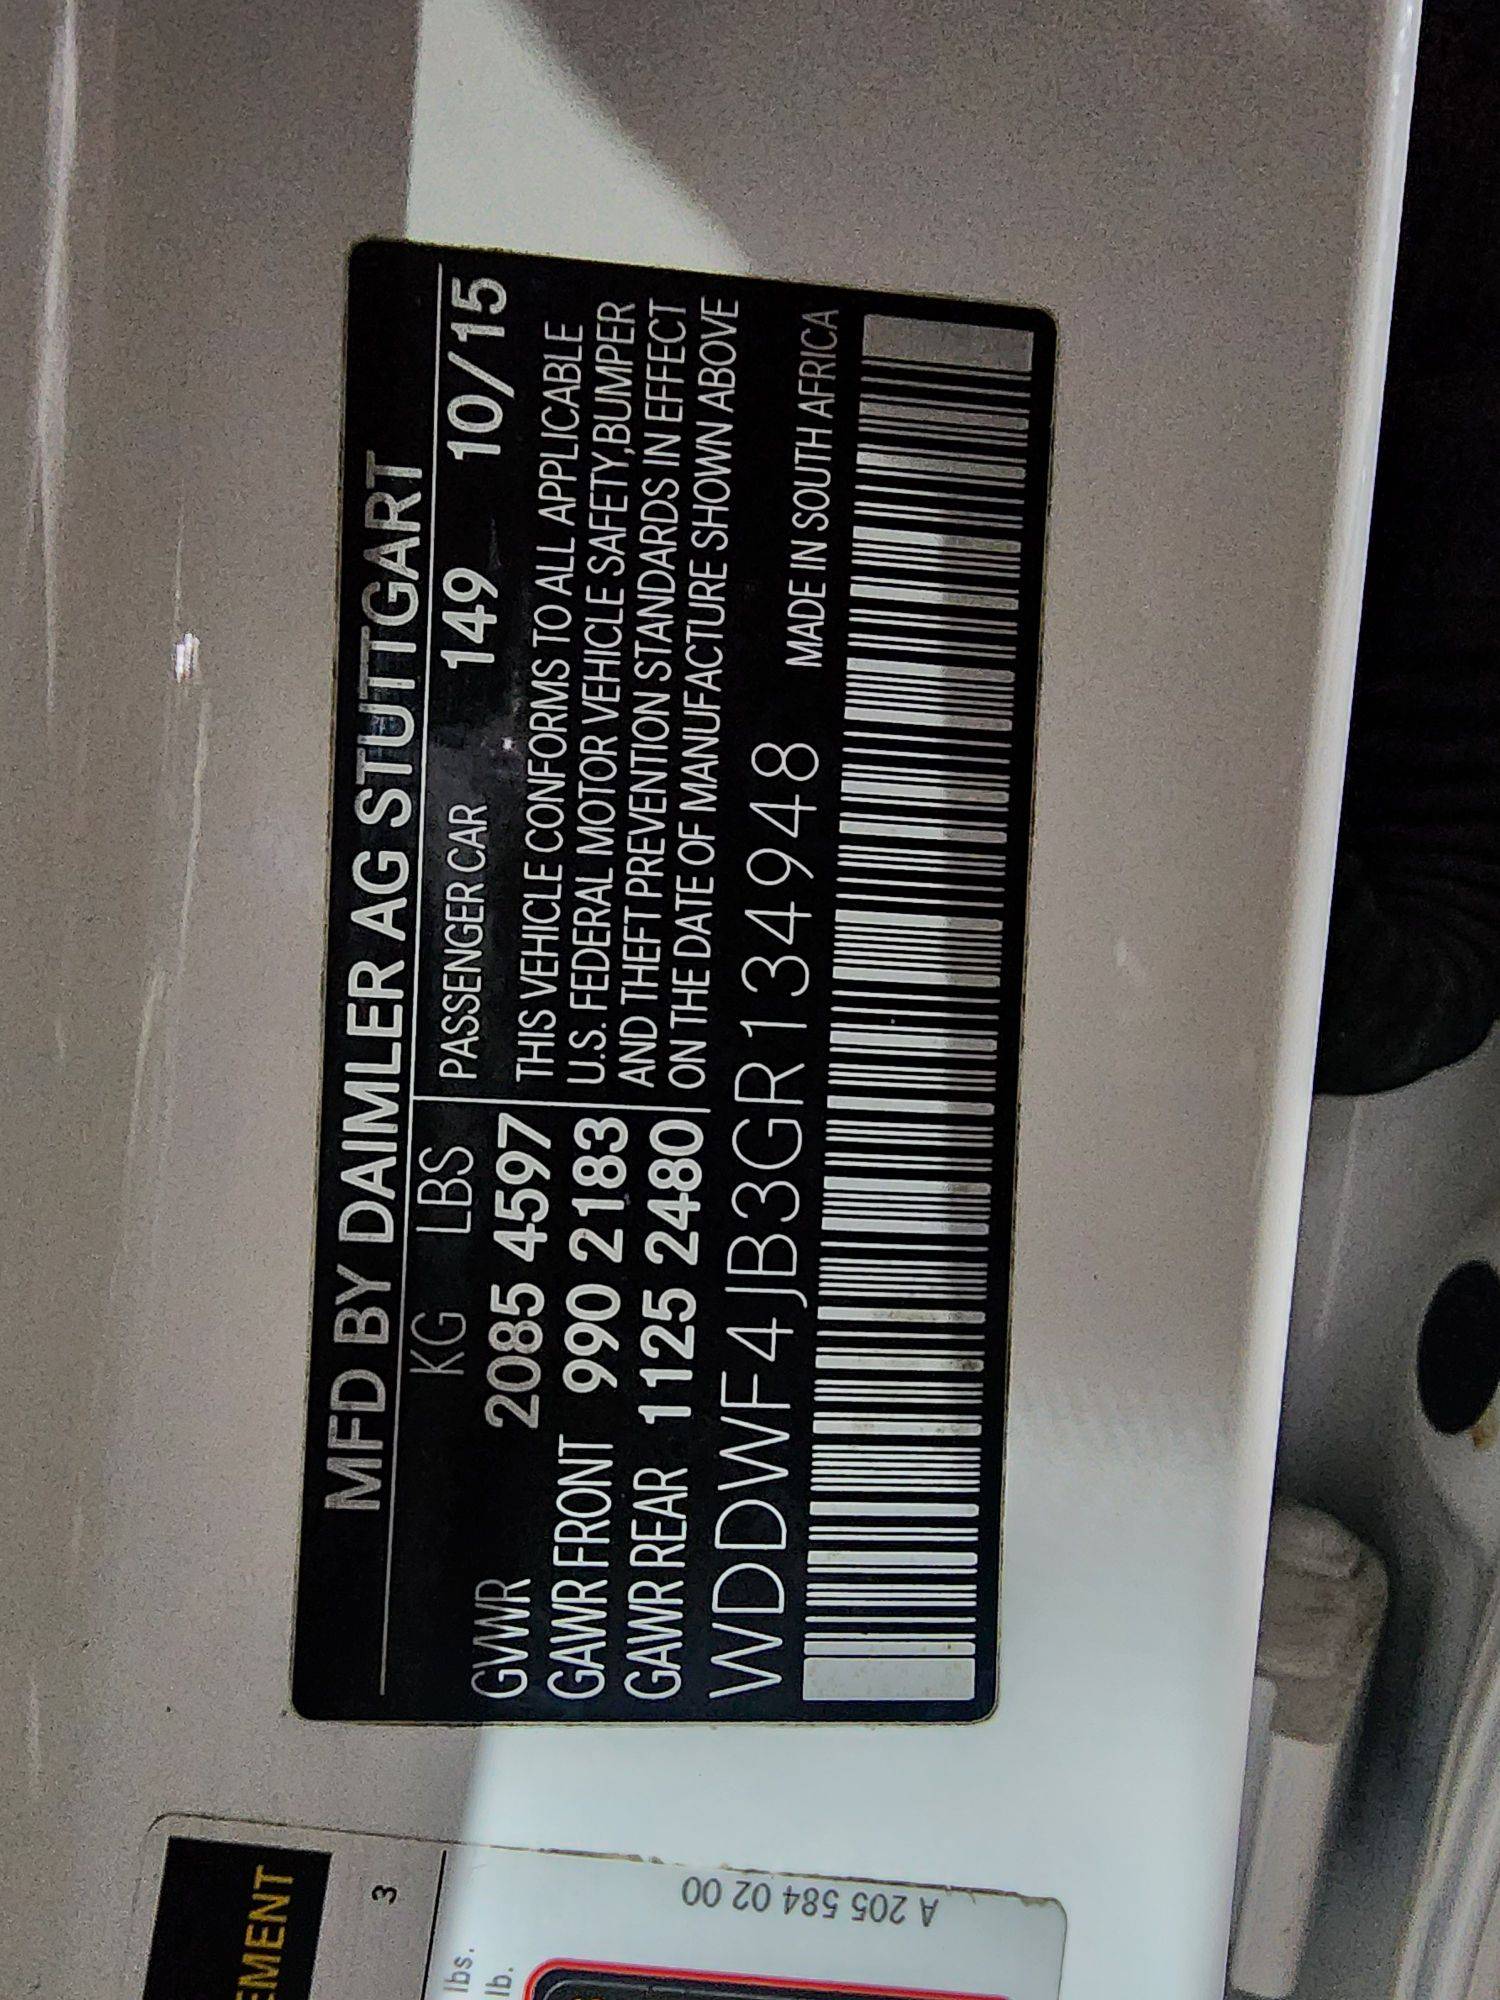 MFD BY DAIMLER AG STUTTGART
KG LBS PASSENGER CAR 149 10/15
GVWR 2085 4597 THIS VEHICLE CONFORMS TO ALL APPLICABLE
GAWR FRONT 990 2183 U.S. FEDERAL MOTOR VEHICLE SAFETY,BUMPER
GAWR REAR 1125 2480 AND THEFT PREVENTION STANDARDS IN EFFECT
ON THE DATE OF MANUFACTURE SHOWN ABOVE
WDDWF4JB3GR134948 MADE IN SOUTH AFRICA
EMENT
3
lbs.
lb.
A 205 584 02 00